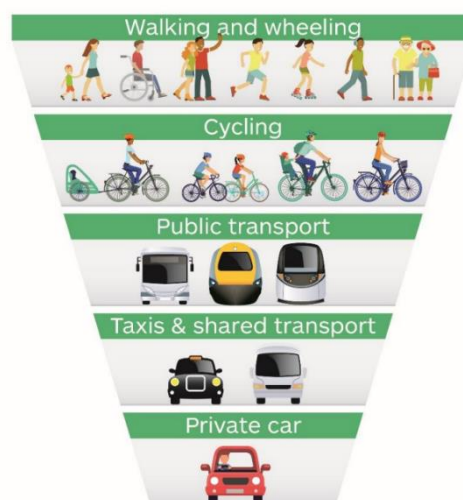 Walking and wheeling
Cycling
Public transport
Taxis & shared transport
Private car